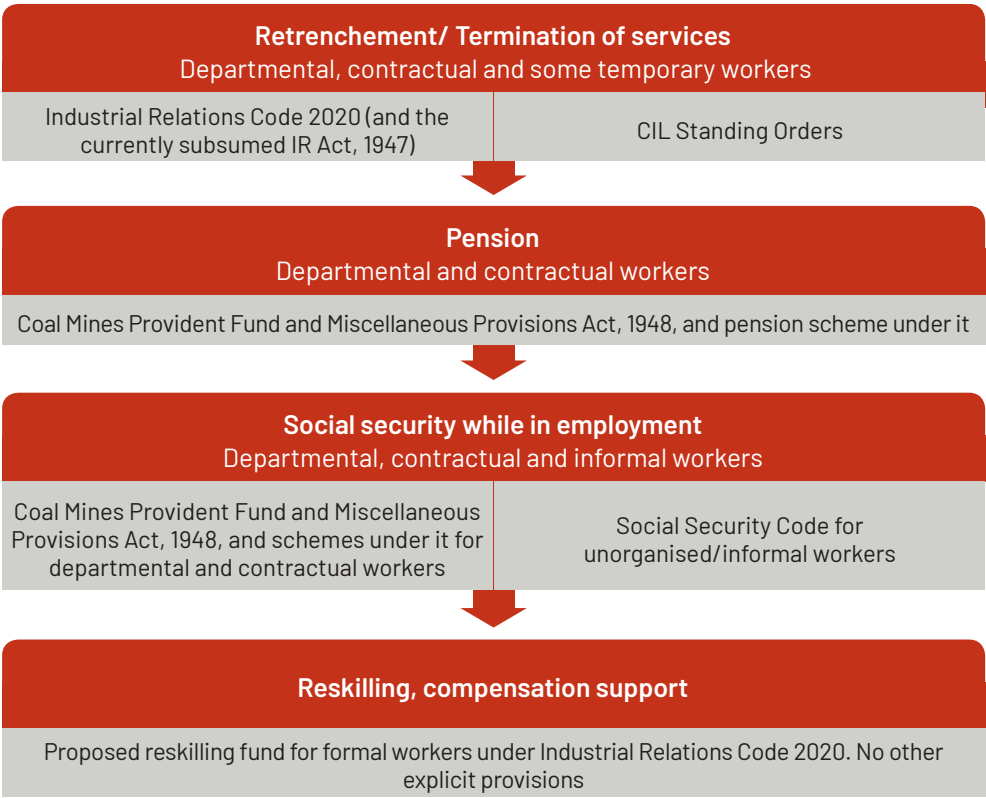 Retrenchement/ Termination of services
Departmental, contractual and some temporary workers
Industrial Relations Code 2020 (and the
currently subsumed IR Act, 1947)
CIL Standing Orders
Pension
Departmental and contractual workers
Coal Mines Provident Fund and Miscellaneous Provisions Act, 1948, and pension scheme under it
Social security while in employment
Departmental, contractual and informal workers
Coal Mines Provident Fund and Miscellaneous
Provisions Act, 1948, and schemes under it for
departmental and contractual workers
Social Security Code for
unorganised/informal workers
Reskilling, compensation support
Proposed reskilling fund for formal workers under Industrial Relations Code 2020. No other
explicit provisions